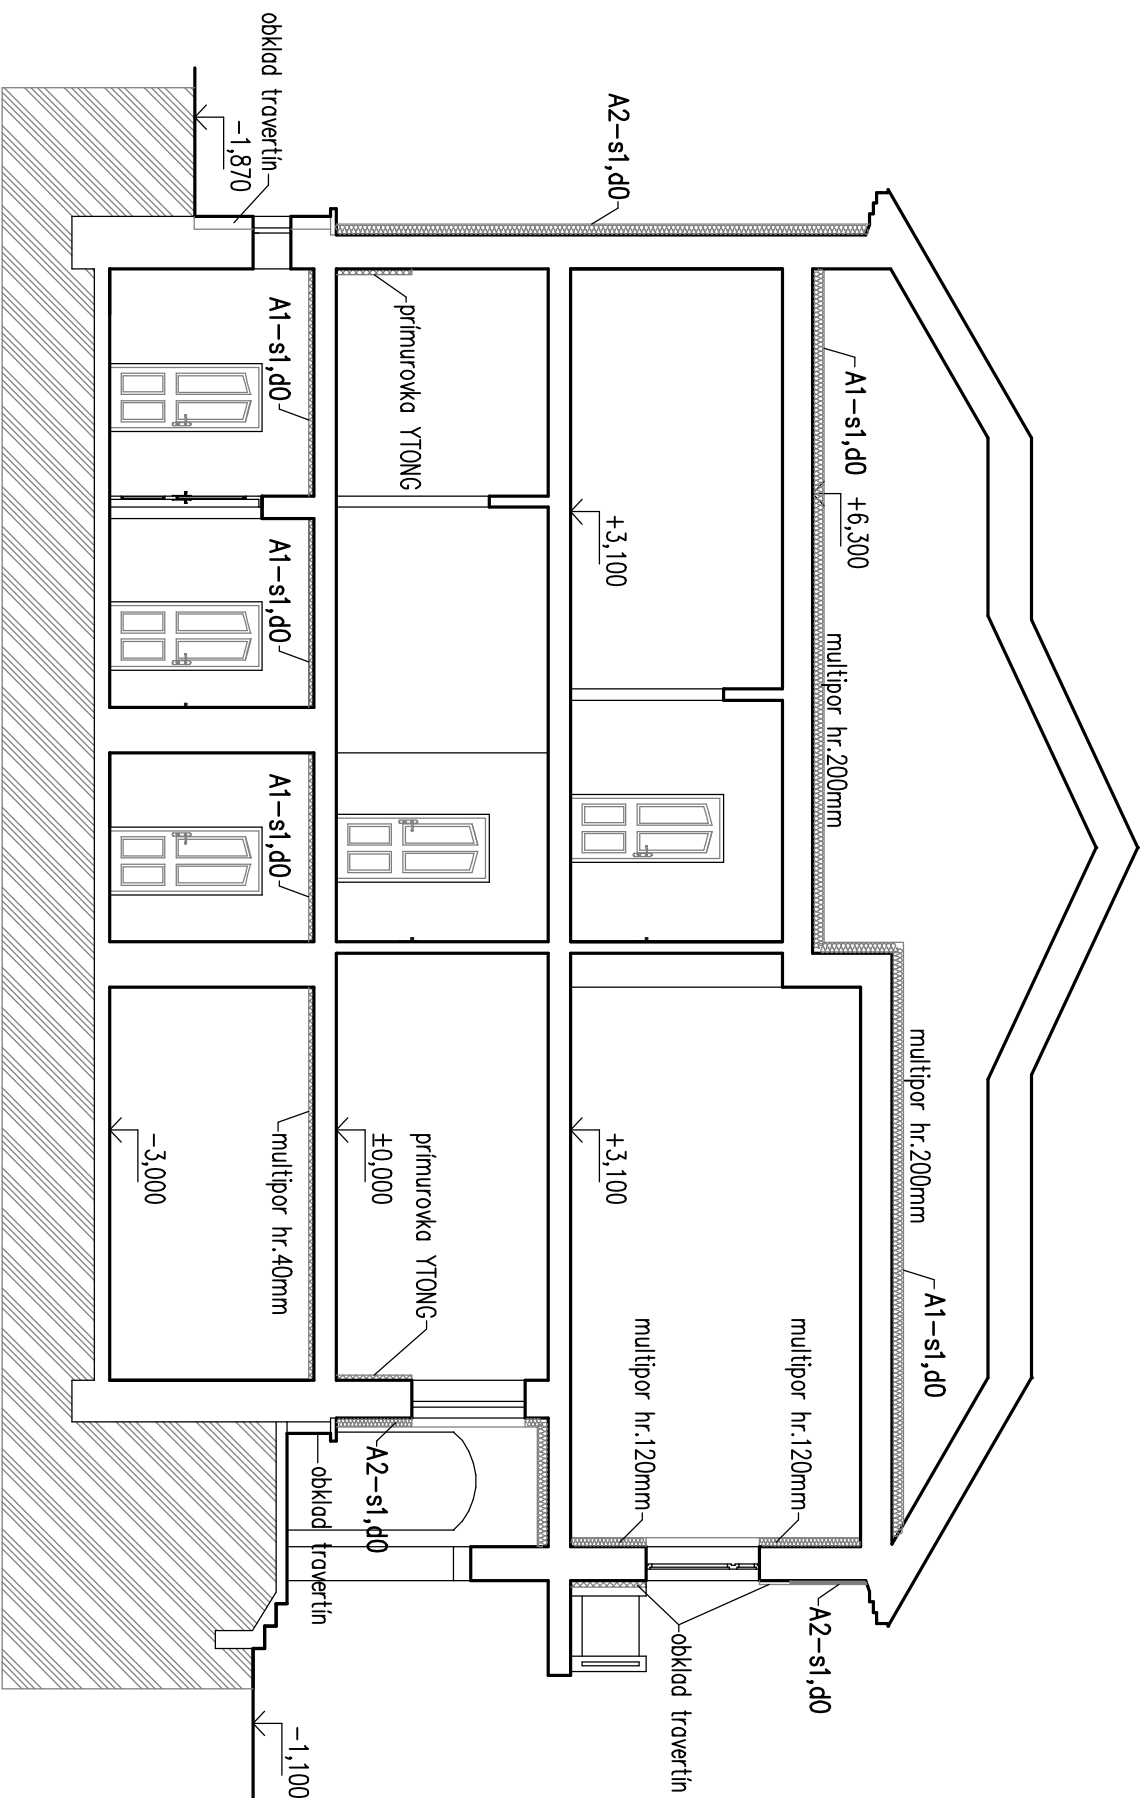 A2-s1,d0
obklad travertín
-1,870
A1-s1,d0
+6,300
multipor hr.200mm
multipor hr.200mm
A1-s1,d0
+3,100
+3,100
multipor hr.120mm
multipor hr.120mm
A2-s1,d0
obklad travertín
prímurovka YTONG
±0,000
prímurovka YTONG
A2-s1,d0
obklad travertín
A1-s1,d0
A1-s1,d0
A1-s1,d0
multipor hr.40mm
-3,000
-1,100